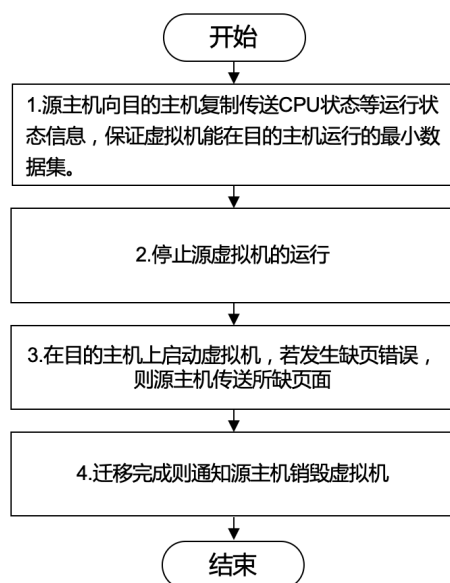 开始
1.源主机向目的主机复制传送CPU状态等运行状
态信息，保证虚拟机能在目的主机运行的最小数
据集。
2.停止源虚拟机的运行
3.在目的主机上启动虚拟机，若发生缺页错误，
则源主机传送所缺页面
4.迁移完成则通知源主机销毁虚拟机
结束